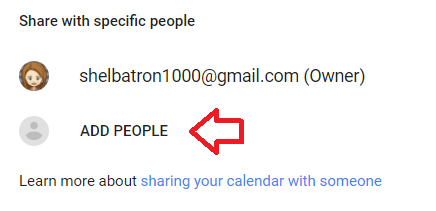 Share with specific people
shelbatron1000@gmail.com (Owner)
ADD PEOPLE
Learn more about sharing your calendar with someone